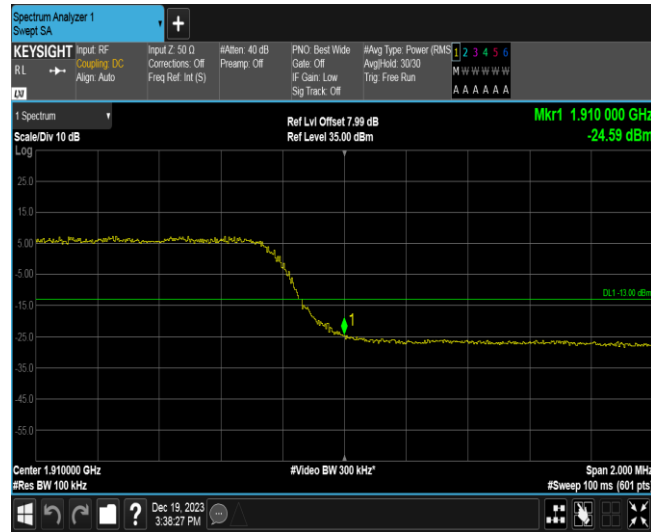 Spectrum Analyzer 1
Swept SA
+
KEYSIGHT Input: RF Input Z: 50 Ω #Atten: 40 dB PNO: Best Wide #Avg Type: Power (RMS 1 2 3 4 5 6
RL Coupling: DC Corrections: Off Preamp: Off Gate: Off Avg|Hold: 30/30 M W W W W W
Align: Auto Freq Ref: Int (S) IF Gain: Low Trig: Free Run
LXI Sig Track: Off A A A A A A
1 Spectrum Ref Lvl Offset 7.99 dB Mkr1 1.910 000 GHz
Scale/Div 10 dB Ref Level 35.00 dBm -24.59 dBm
Log
25.0
15.0
5.00
-5.00
DL1 -13.00 dBm
-15.0
1
-25.0
-35.0
-45.0
-55.0
Center 1.910000 GHz #Video BW 300 kHz* Span 2.000 MHz
#Res BW 100 kHz #Sweep 100 ms (601 pts)
? Dec 19, 2023
3:38:27 PM